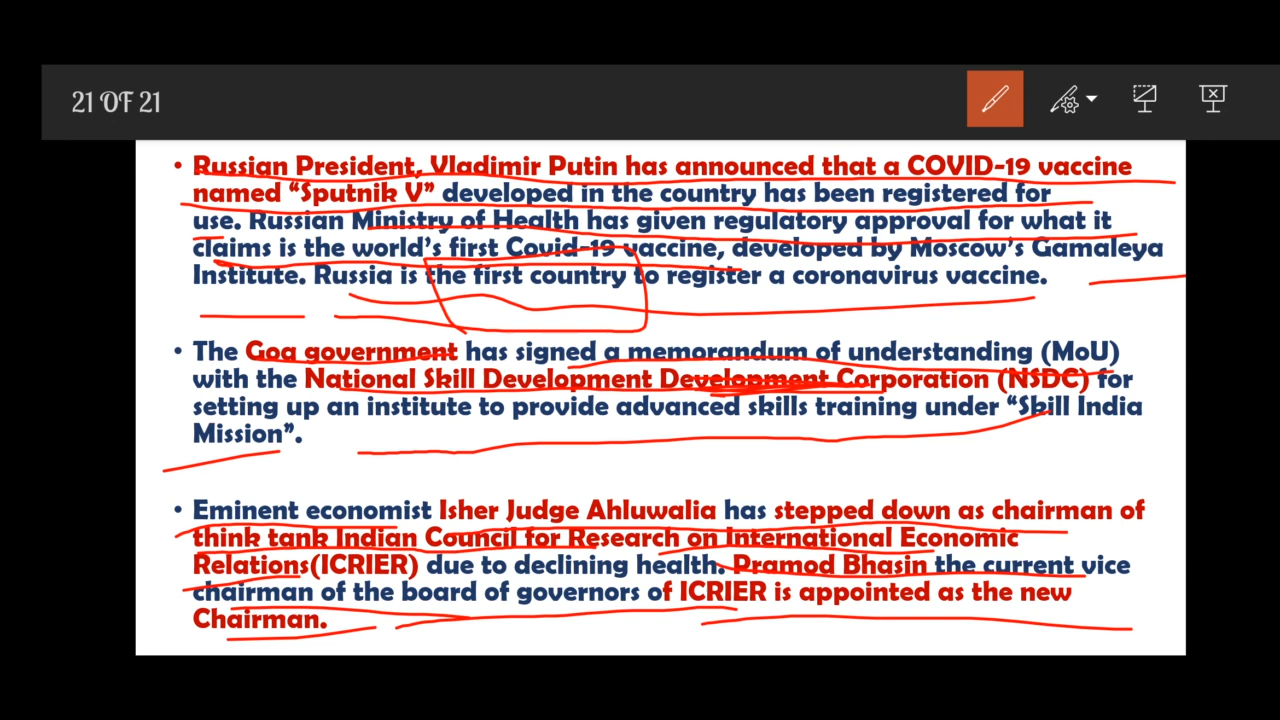 21 OF 21
• Russian President, Vladimir Putin has announced that a COVID-19 vaccine
named “Sputnik V” developed in the country has been registered for
use. Russian Ministry of Health has given regulatory approval for what it
claims is the world’s first Covid-19 vaccine, developed by Moscow’s Gamaleya
Institute. Russia is the first country to register a coronavirus vaccine.
• The Goa government has signed a memorandum of understanding (MoU)
with the National Skill Development Development Corporation (NSDC) for
setting up an institute to provide advanced skills training under “Skill India
Mission”.
• Eminent economist Isher Judge Ahluwalia has stepped down as chairman of
think tank Indian Council for Research on International Economic
Relations(ICRIER) due to declining health. Pramod Bhasin the current vice
chairman of the board of governors of ICRIER is appointed as the new
Chairman.